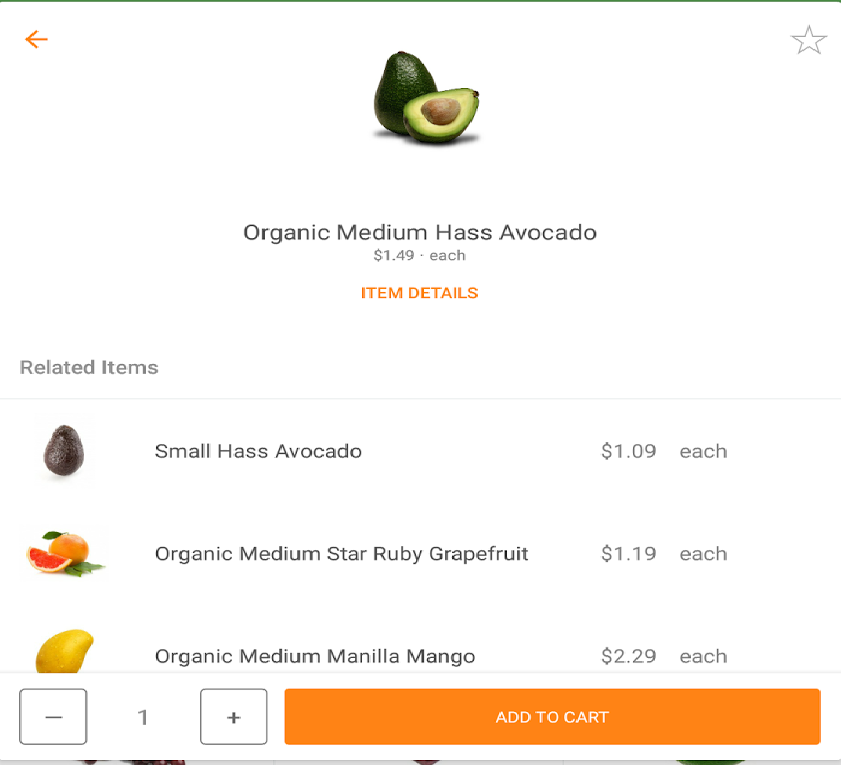 Organic Medium Hass Avocado
$1.49 · each
ITEM DETAILS
Related Items
Small Hass Avocado $1.09 each
Organic Medium Star Ruby Grapefruit $1.19 each
Organic Medium Manilla Mango $2.29 each
— 1 + ADD TO CART